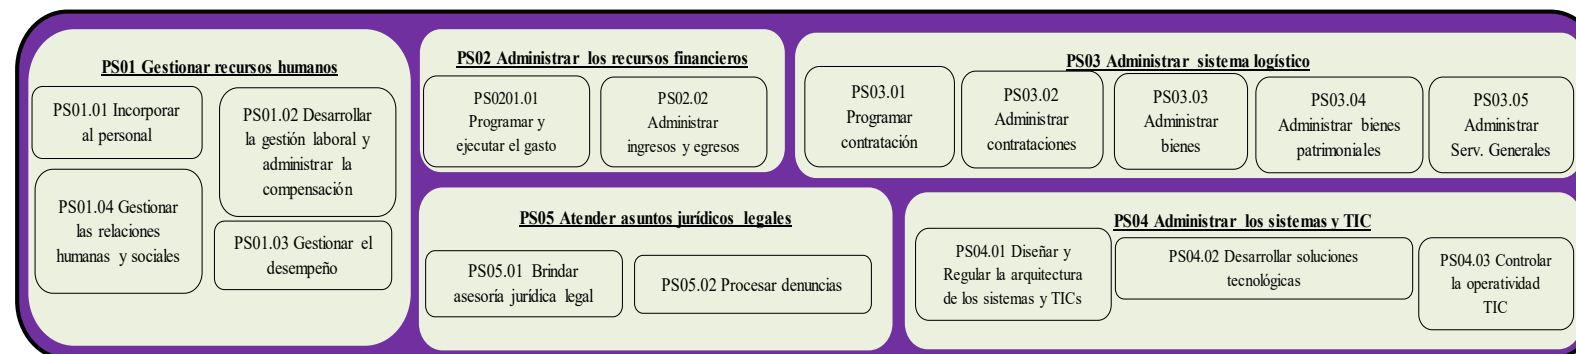 PS01 Gestionar recursos humanos
PS01.01 Incorporar
al personal
PS01.02 Desarrollar
la gestión laboral y
administrar la
compensación
PS01.04 Gestionar
las relaciones
humanas y sociales
PS01.03 Gestionar el
desempeño
PS02 Administrar los recursos financieros
PS0201.01
Programar y
ejecutar el gasto
PS02.02
Administrar
ingresos y egresos
PS03 Administrar sistema logístico
PS03.01
Programar
contratación
PS03.02
Administrar
contrataciones
PS03.03
Administrar
bienes
PS03.04
Administrar bienes
patrimoniales
PS03.05
Administrar
Serv. Generales
PS05 Atender asuntos jurídicos legales
PS05.01 Brindar
asesoría jurídica legal
PS05.02 Procesar denuncias
PS04 Administrar los sistemas y TIC
PS04.01 Diseñar y
Regular la arquitectura
de los sistemas y TICs
PS04.02 Desarrollar soluciones
tecnológicas
PS04.03 Controlar
la operatividad
TIC